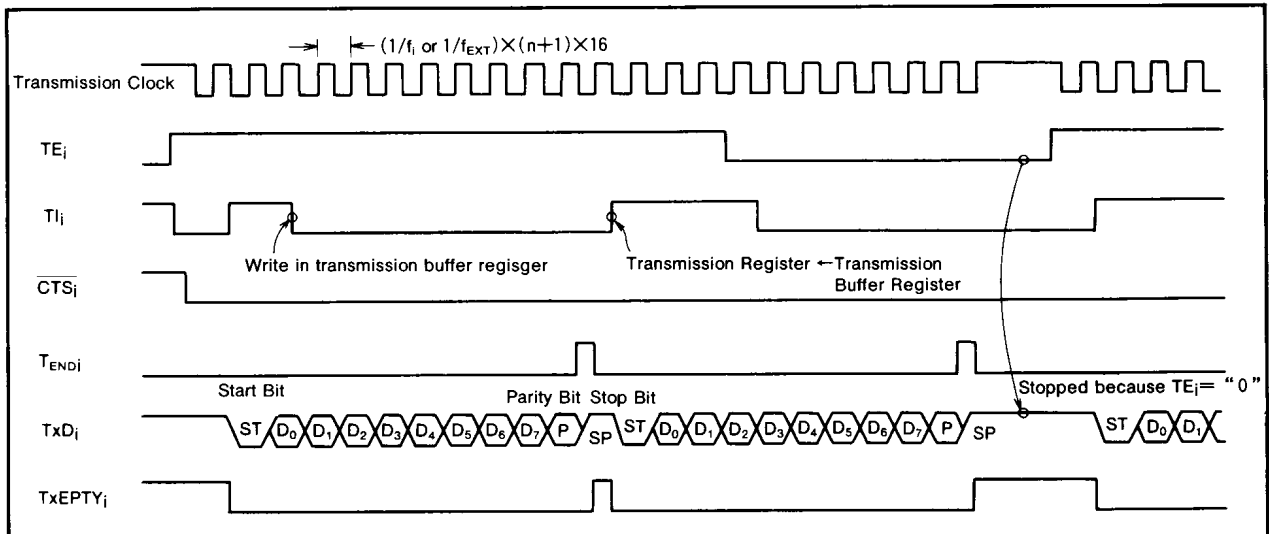 (1/fi or 1/fEXT)×(n+1)×16
Transmission Clock
TEi
TIi
Write in transmission buffer regisger
Transmission Register ←Transmission
Buffer Register
CTSi
TENDi
Start Bit
Parity Bit Stop Bit
Stopped because TEi= “0”
TxDi
ST D0 D1 D2 D3 D4 D5 D6 D7 P SP ST D0 D1 D2 D3 D4 D5 D6 D7 P SP ST D0 D1
TxEPTYi